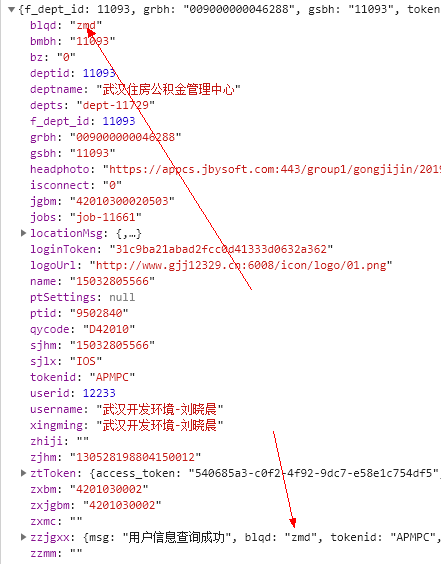 ▼{f_dept_id: 11093, grbh: "009000000046288", gsbh: "11093", token
blqd: "zmd"
bmbh: "11093"
bz: "0"
deptid: 11093
deptname: "武汉住房公积金管理中心"
depts: "dept-11729"
f_dept_id: 11093
grbh: "009000000046288"
gsbh: "11093"
headphoto: "https://appcs.jbysoft.com:443/group1/gongjijin/2019
isconnect: "0"
jgbm: "42010300020503"
jobs: "job-11661"
▶locationMsg: {,…}
loginToken: "31c9ba21abad2fcc0d41333d0632a362"
logoUrl: "http://www.gjj12329.cn:6008/icon/logo/01.png"
name: "15032805566"
ptSettings: null
ptid: "9502840"
qycode: "D42010"
sjhm: "15032805566"
sjlx: "IOS"
tokenid: "APMPC"
userid: 12233
username: "武汉开发环境-刘晓晨"
xingming: "武汉开发环境-刘晓晨"
zhiji: ""
zjhm: "130528198804150012"
▶ztToken: {access_token: "540685a3-c0f2-4f92-9dc7-e58e1c754df5",
zxbm: "4201030002"
zxjgbm: "4201030002"
zxmc: ""
▶zzjgxx: {msg: "用户信息查询成功", blqd: "zmd", tokenid: "APMPC",
zzmm: ""